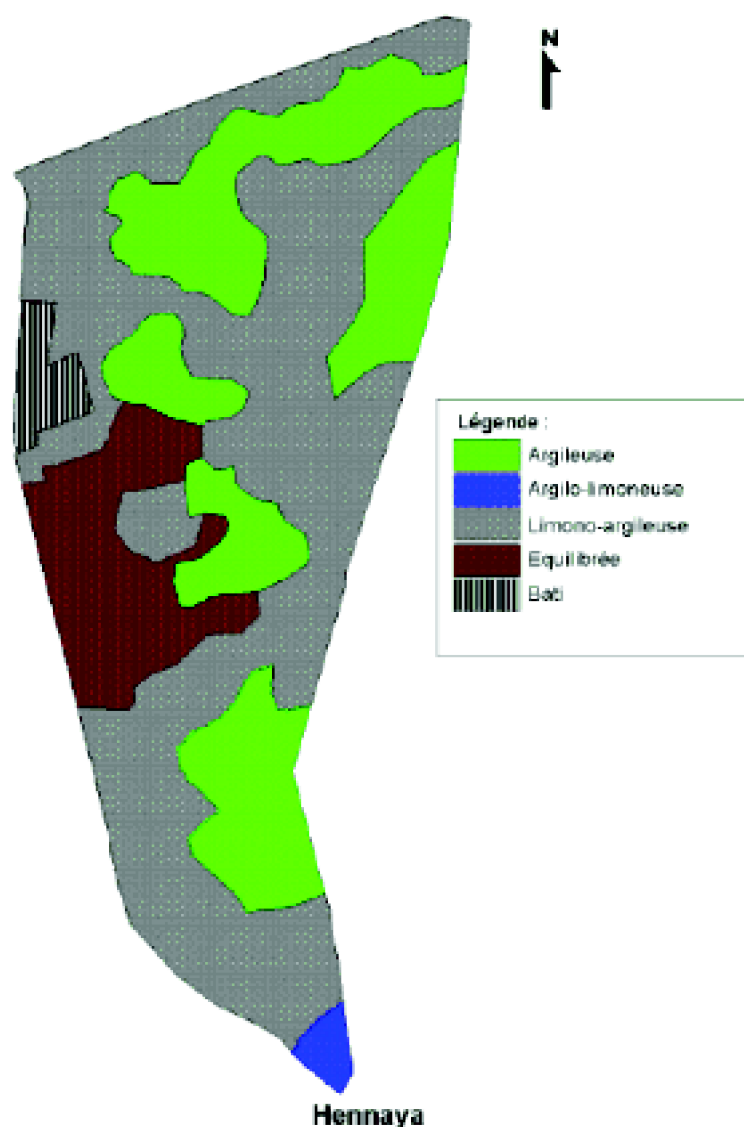 N
Légende :
Argileuse
Argilo-limoneuse
Limono-argileuse
Equilibrée
Bati
Hennaya